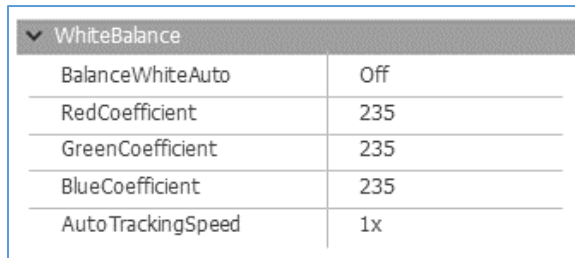 WhiteBalance
BalanceWhiteAuto Off
RedCoefficient 235
GreenCoefficient 235
BlueCoefficient 235
AutoTrackingSpeed 1x